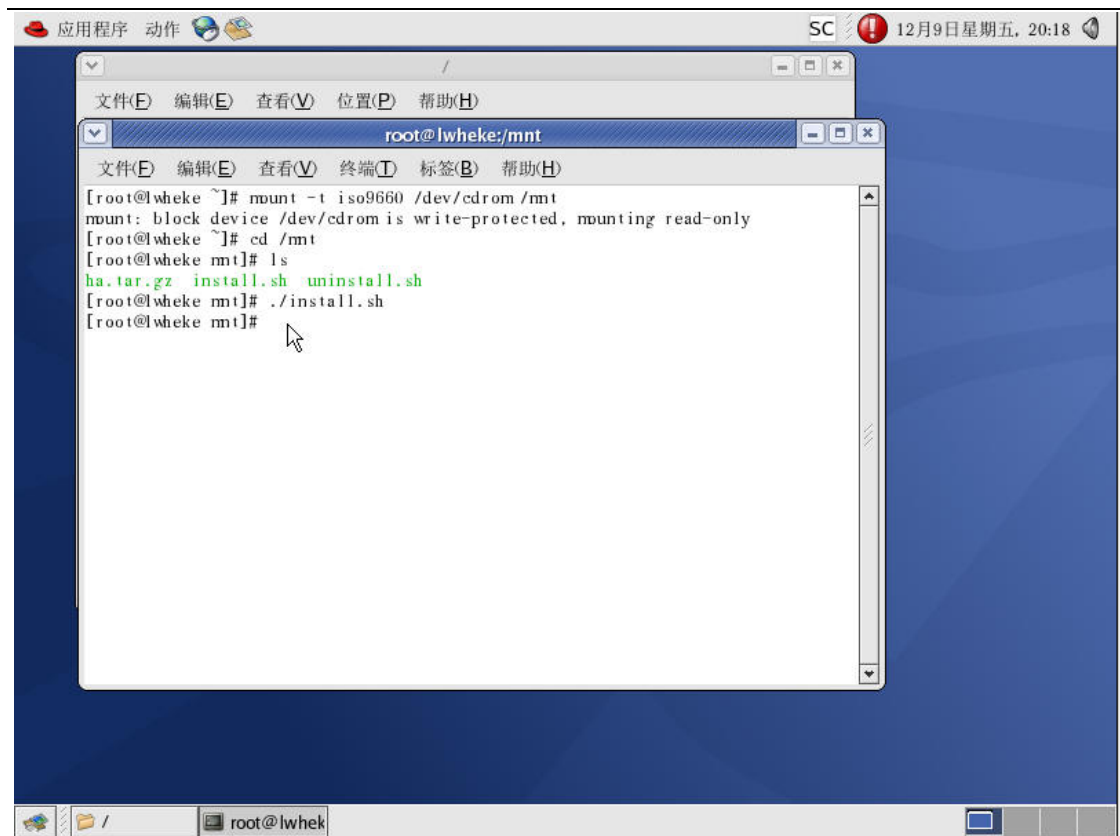 应用程序 动作 SC 12月9日星期五, 20:18
/
文件(F) 编辑(E) 查看(V) 位置(P) 帮助(H)
root@lwheke:/mnt
文件(F) 编辑(E) 查看(V) 终端(T) 标签(B) 帮助(H)
[root@lwheke ~]# mount -t iso9660 /dev/cdrom /mnt
mount: block device /dev/cdrom is write-protected, mounting read-only
[root@lwheke ~]# cd /mnt
[root@lwheke mnt]# ls
ha.tar.gz install.sh uninstall.sh
[root@lwheke mnt]# ./install.sh
[root@lwheke mnt]#
/ root@lwhek